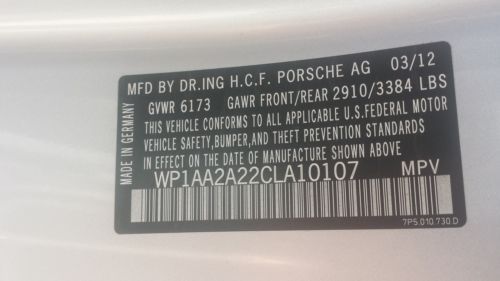 MFD BY DR.ING H.C.F. PORSCHE AG 03/12
GVWR 6173 GAWR FRONT/REAR 2910/3384 LBS
THIS VEHICLE CONFORMS TO ALL APPLICABLE U.S.FEDERAL MOTOR
VEHICLE SAFETY,BUMPER,AND THEFT PREVENTION STANDARDS
IN EFFECT ON THE DATE OF MANUFACTURE SHOWN ABOVE.
WP1AA2A22CLA10107 MPV
MADE IN GERMANY
7P5.010.730.D